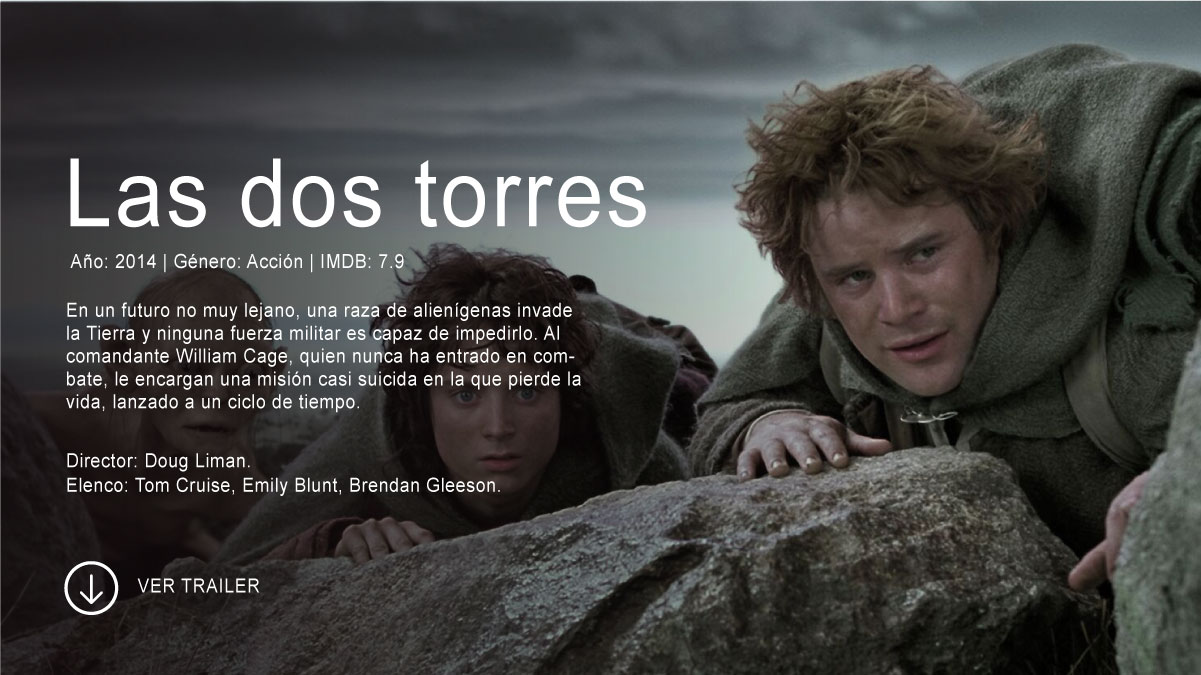 Las dos torres
Año: 2014 | Género: Acción | IMDB: 7.9
En un futuro no muy lejano, una raza de alienígenas invade
la Tierra y ninguna fuerza militar es capaz de impedirlo. Al
comandante William Cage, quien nunca ha entrado en com-
bate, le encargan una misión casi suicida en la que pierde la
vida, lanzado a un ciclo de tiempo.
Director: Doug Liman.
Elenco: Tom Cruise, Emily Blunt, Brendan Gleeson.
VER TRAILER